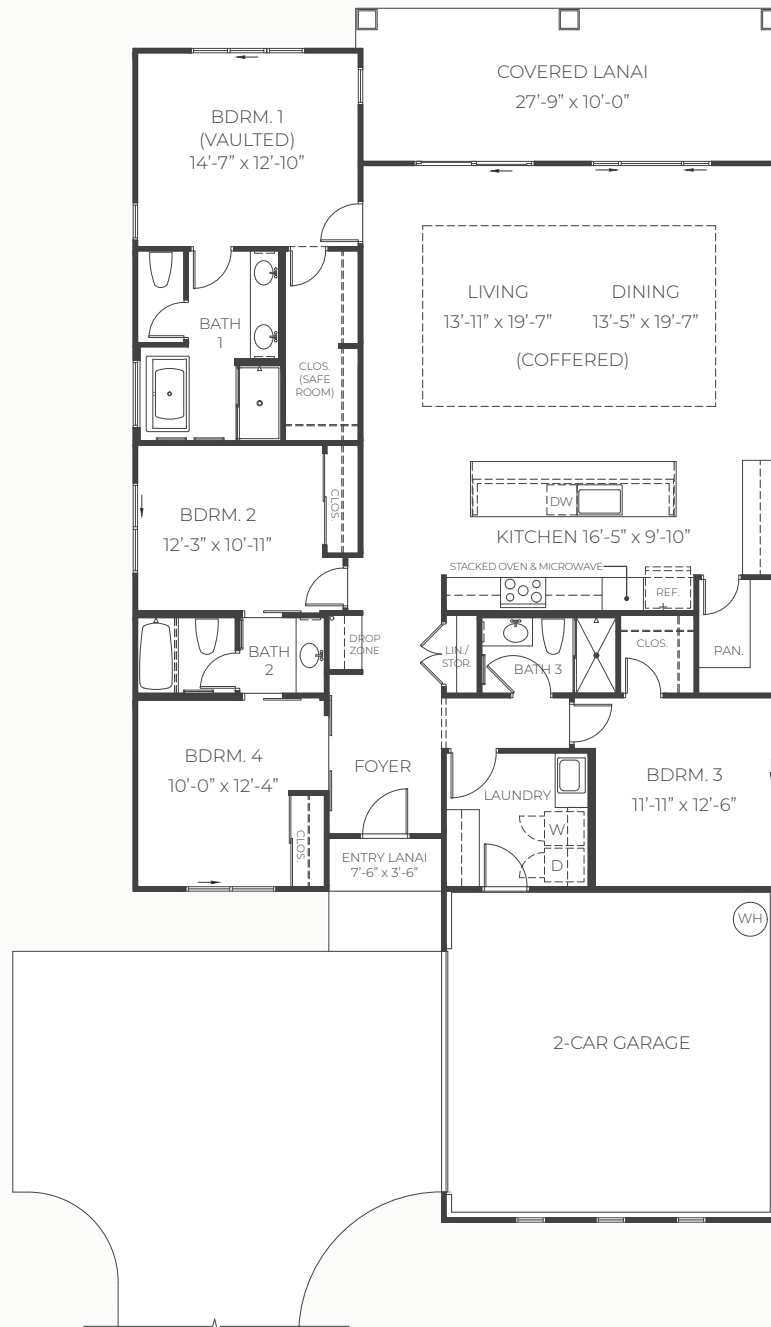 COVERED LANAI
27’-9” x 10’-0”
BDRM. 1
(VAULTED)
14’-7” x 12’-10”
LIVING
13’-11” x 19’-7”
DINING
13’-5” x 19’-7”
(COFFERED)
BATH
1
CLOS.
(SAFE
ROOM)
BDRM. 2
12’-3” x 10’-11”
CLOS.
DW
KITCHEN 16’-5” x 9’-10”
STACKED OVEN & MICROWAVE
REF.
DROP
ZONE
BATH
2
LIN./
STOR.
BATH 3
CLOS.
PAN.
BDRM. 4
10’-0” x 12’-4”
CLOS.
FOYER
LAUNDRY
W
D
BDRM. 3
11’-11” x 12’-6”
ENTRY LANAI
7’-6” x 3’-6”
WH
2-CAR GARAGE